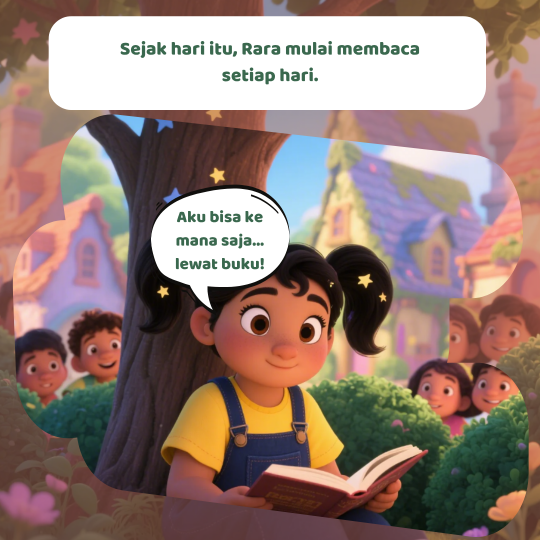 Sejak hari itu, Rara mulai membaca
setiap hari.
Aku bisa ke
mana saja...
lewat buku!